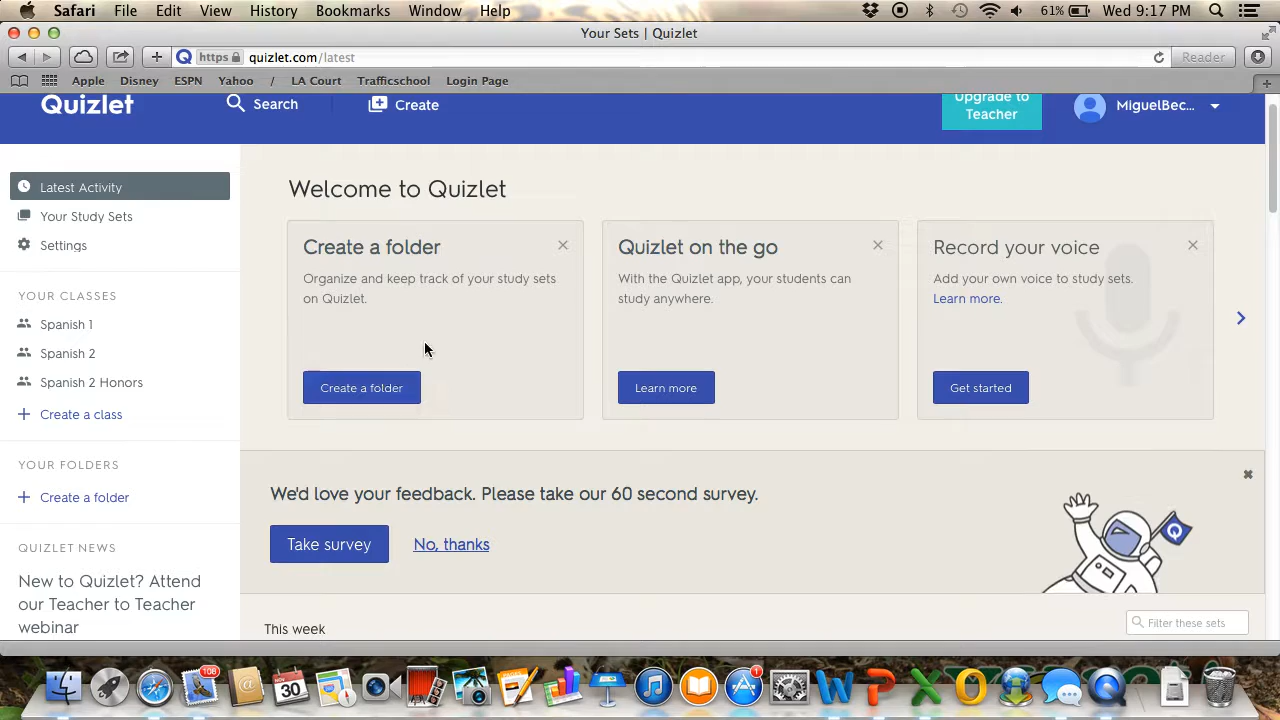 Safari File Edit View History Bookmarks Window Help 61% Wed 9:17 PM
Your Sets | Quizlet
https quizlet.com/latest Reader
Apple Disney ESPN Yahoo / LA Court Trafficschool Login Page
Quizlet Search Create Upgrade to Teacher MiguelBec...
Latest Activity
Your Study Sets
Settings
YOUR CLASSES
Spanish 1
Spanish 2
Spanish 2 Honors
Create a class
YOUR FOLDERS
Create a folder
QUIZLET NEWS
New to Quizlet? Attend
our Teacher to Teacher
webinar
Welcome to Quizlet
Create a folder
Organize and keep track of your study sets
on Quizlet.
Create a folder
Quizlet on the go
With the Quizlet app, your students can
study anywhere.
Learn more
Record your voice
Add your own voice to study sets.
Learn more.
Get started
We'd love your feedback. Please take our 60 second survey.
Take survey No, thanks
Q
This week
Filter these sets
108
NOV
30
1